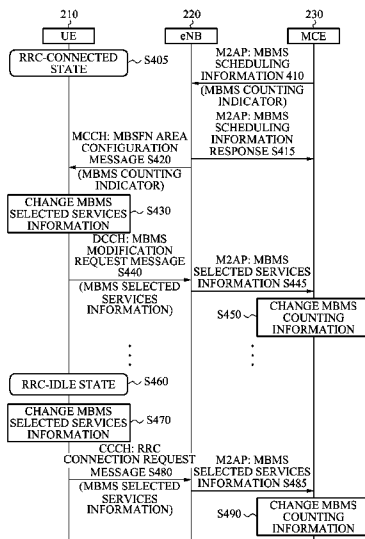 210
220
230
UE
eNB
MCE
RRC-CONNECTED
STATE
S405
M2AP: MBMS
SCHEDULING
INFORMATION 410
(MBMS COUNTING
INDICATOR)
M2AP: MBMS
SCHEDULING
INFORMATION
RESPONSE S415
MCCH: MBSFN AREA
CONFIGURATION
MESSAGE S420
(MBMS COUNTING
INDICATOR)
CHANGE MBMS
SELECTED SERVICES
INFORMATION
S430
DCCH: MBMS
MODIFICATION
REQUEST MESSAGE
S440
(MBMS SELECTED
SERVICES
INFORMATION)
M2AP: MBMS
SELECTED SERVICES
INFORMATION S445
S450
CHANGE MBMS
COUNTING
INFORMATION
RRC-IDLE STATE
S460
CHANGE MBMS
SELECTED SERVICES
INFORMATION
S470
CCCH: RRC
CONNECTION REQUEST
MESSAGE S480
(MBMS SELECTED
SERVICES
INFORMATION)
M2AP: MBMS
SELECTED SERVICES
INFORMATION S485
S490
CHANGE MBMS
COUNTING
INFORMATION